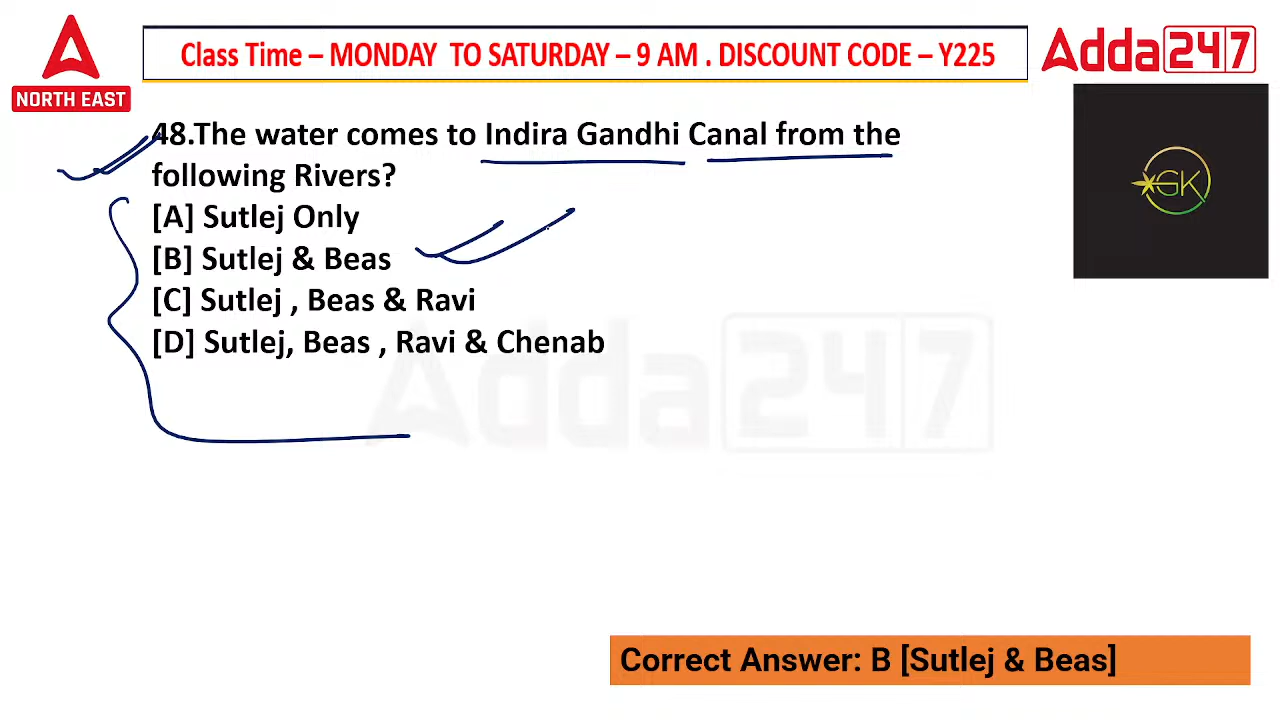 Class Time – MONDAY TO SATURDAY – 9 AM . DISCOUNT CODE – Y225
Adda247
NORTH EAST
48.The water comes to Indira Gandhi Canal from the
following Rivers?
[A] Sutlej Only
[B] Sutlej & Beas
[C] Sutlej , Beas & Ravi
[D] Sutlej, Beas , Ravi & Chenab
GK
Adda247
Correct Answer: B [Sutlej & Beas]